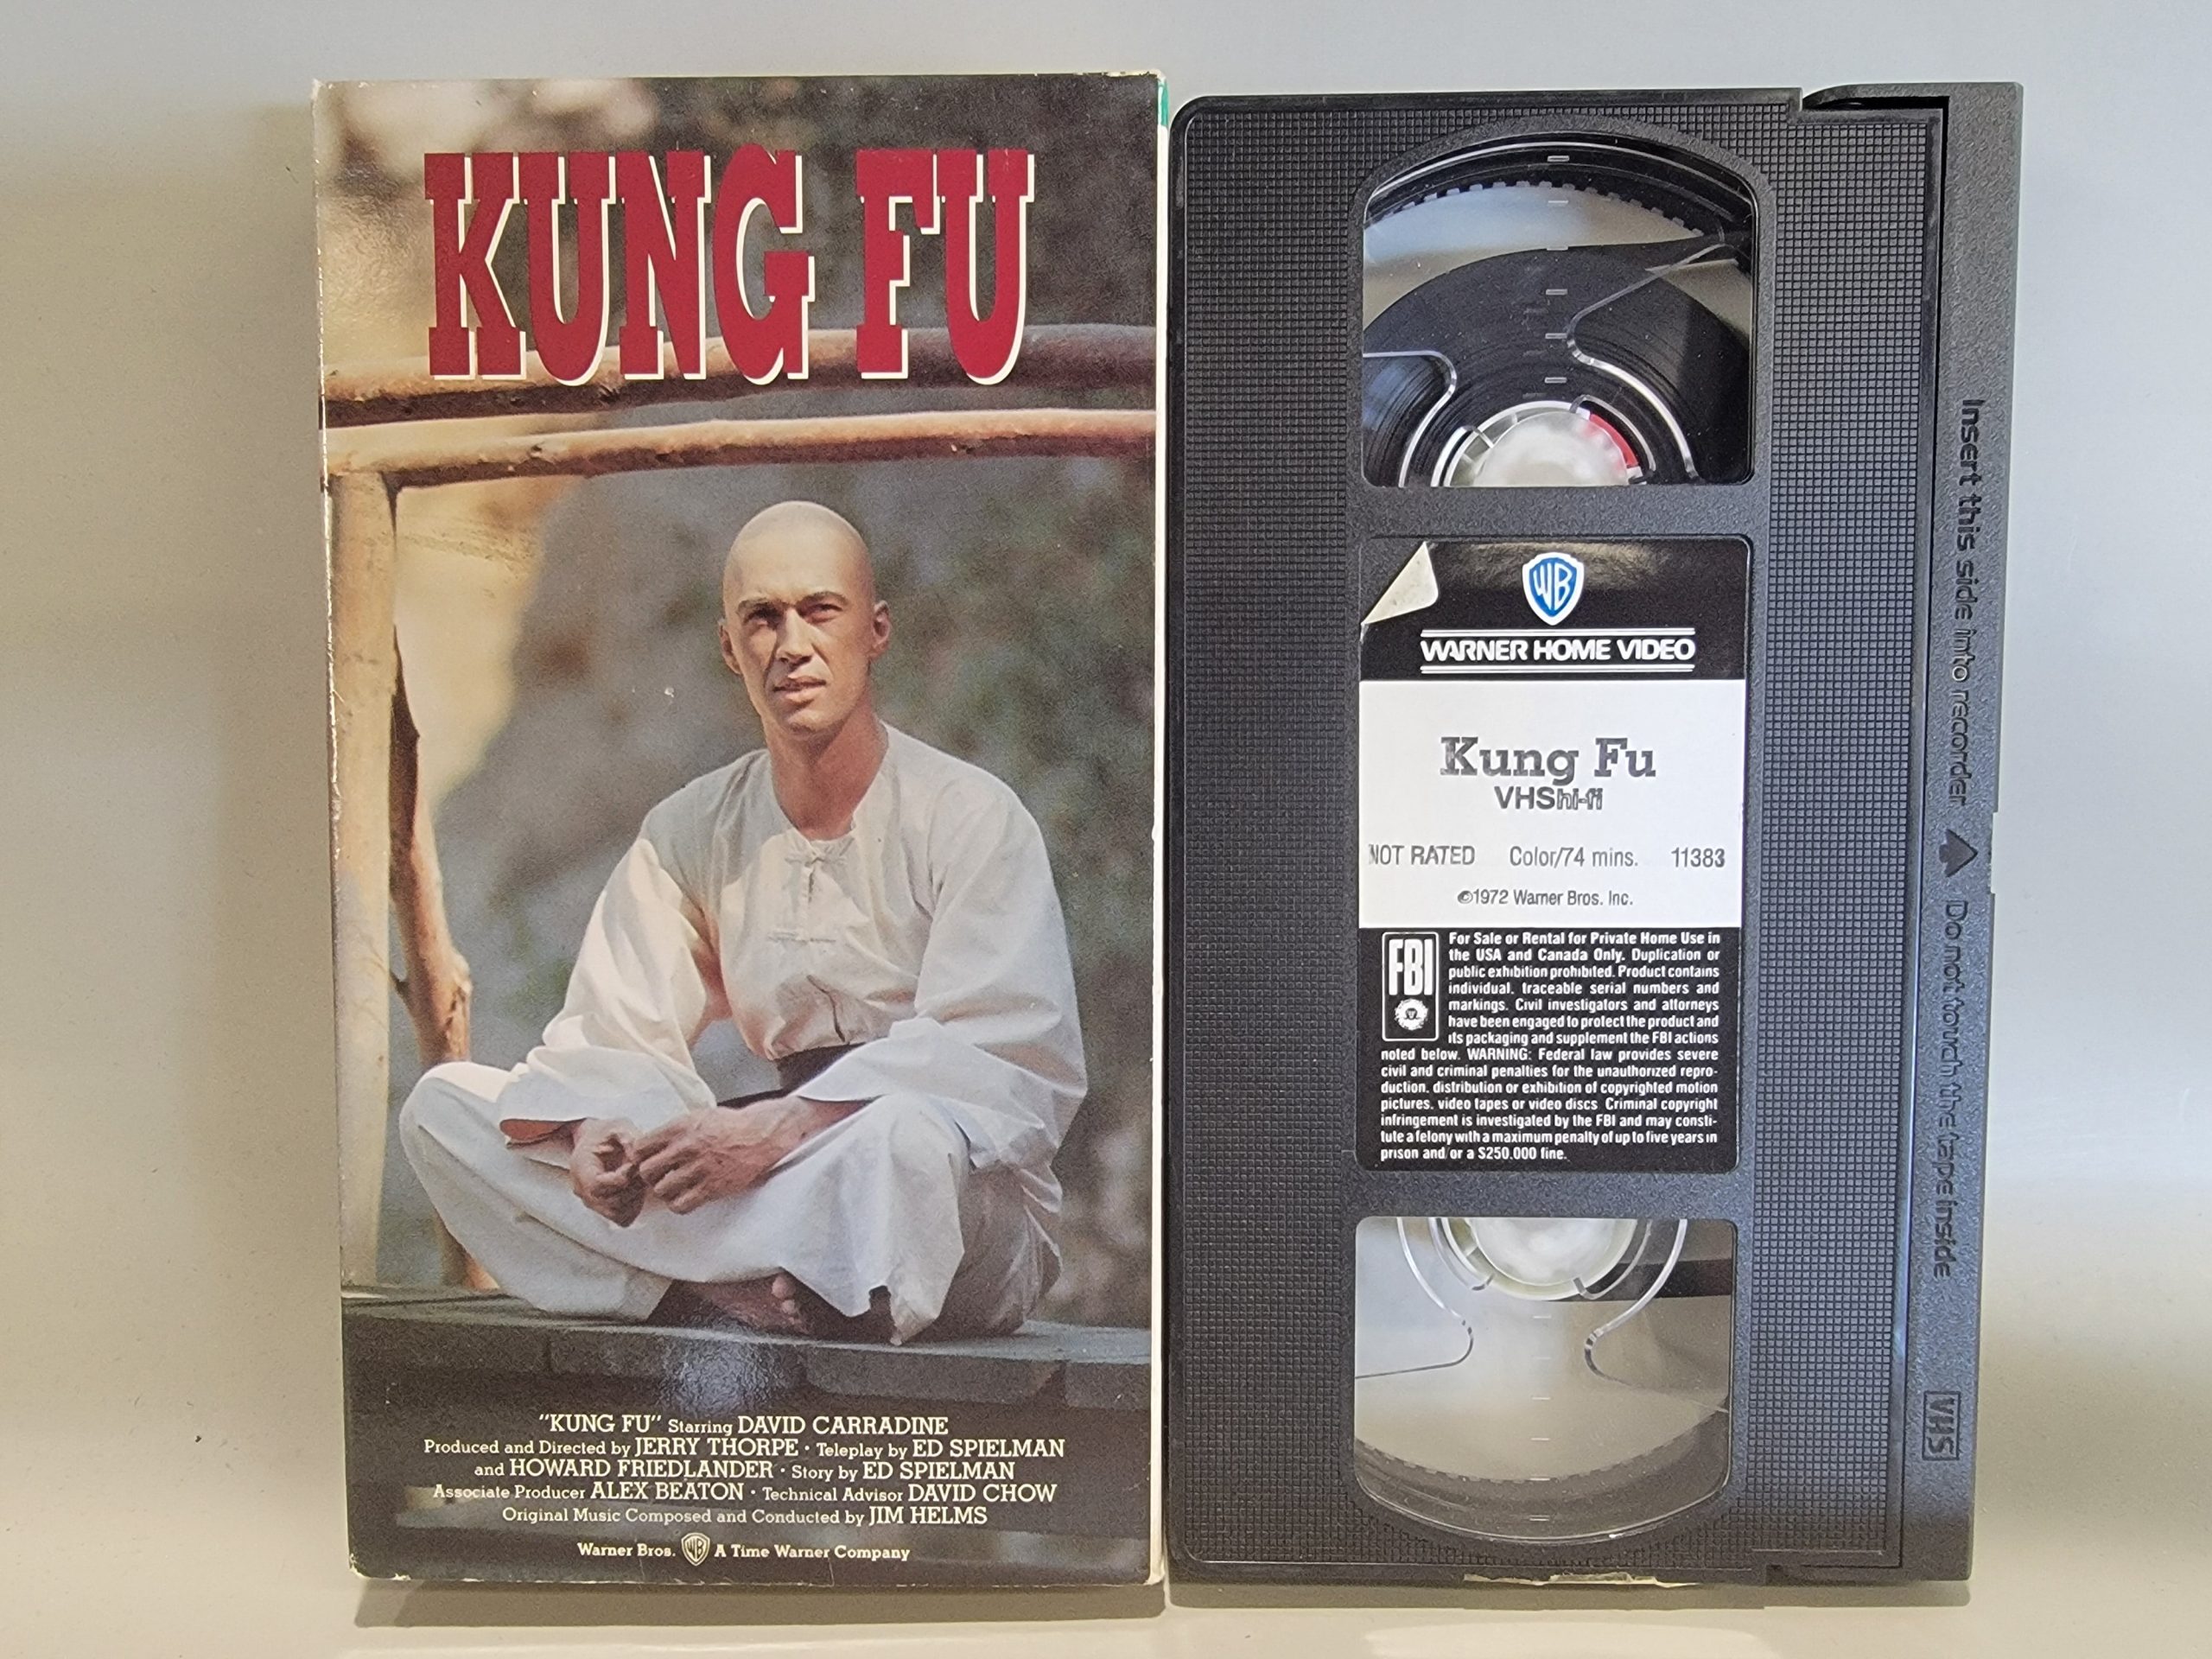 KUNG FU
"KUNG FU" Starring DAVID CARRADINE
Produced and Directed by JERRY THORPE · Teleplay by ED SPIELMAN
and HOWARD FRIEDLANDER · Story by ED SPIELMAN
Associate Producer ALEX BEATON · Technical Advisor DAVID CHOW
Original Music Composed and Conducted by JIM HELMS
Warner Bros. WB A Time Warner Company
WB
WARNER HOME VIDEO
Kung Fu
VHS hi-fi
NOT RATED Color/74 mins. 11383
©1972 Warner Bros. Inc.
FBI
For Sale or Rental for Private Home Use in
the USA and Canada Only. Duplication or
public exhibition prohibited. Product contains
individual, traceable serial numbers and
markings. Civil investigators and attorneys
have been engaged to protect the product and
its packaging and supplement the FBI actions
noted below. WARNING: Federal law provides severe
civil and criminal penalties for the unauthorized repro-
duction, distribution or exhibition of copyrighted motion
pictures, video tapes or video discs. Criminal copyright
infringement is investigated by the FBI and may consti-
tute a felony with a maximum penalty of up to five years in
prison and/or a $250,000 fine.
Insert this side into recorder ▲ Do not touch the tape inside
VHS